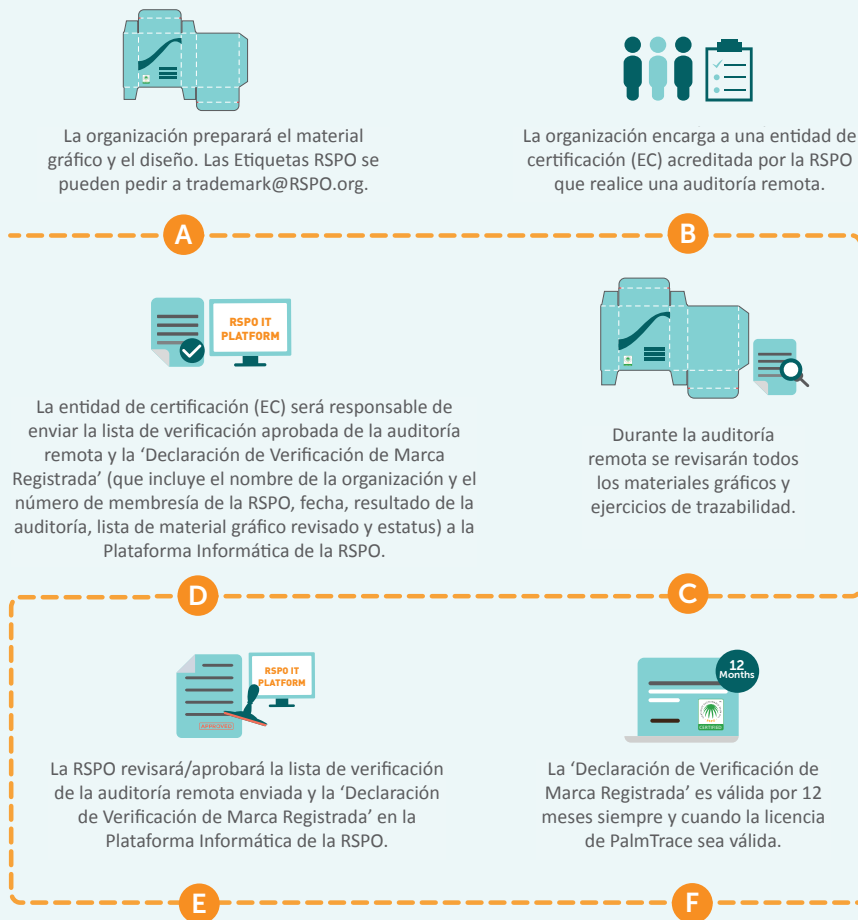 La organización preparará el material
gráfico y el diseño. Las Etiquetas RSPO se
pueden pedir a trademark@RSPO.org.
A
La organización encarga a una entidad de
certificación (EC) acreditada por la RSPO
que realice una auditoría remota.
B
Durante la auditoría
remota se revisarán todos
los materiales gráficos y
ejercicios de trazabilidad.
C
RSPO IT
PLATFORM
La entidad de certificación (EC) será responsable de
enviar la lista de verificación aprobada de la auditoría
remota y la ‘Declaración de Verificación de Marca
Registrada’ (que incluye el nombre de la organización y el
número de membresía de la RSPO, fecha, resultado de la
auditoría, lista de material gráfico revisado y estatus) a la
Plataforma Informática de la RSPO.
D
RSPO IT
PLATFORM
APPROVED
La RSPO revisará/aprobará la lista de verificación
de la auditoría remota enviada y la ‘Declaración
de Verificación de Marca Registrada’ en la
Plataforma Informática de la RSPO.
E
12
Months
CERTIFIED
La ‘Declaración de Verificación de
Marca Registrada’ es válida por 12
meses siempre y cuando la licencia
de PalmTrace sea válida.
F